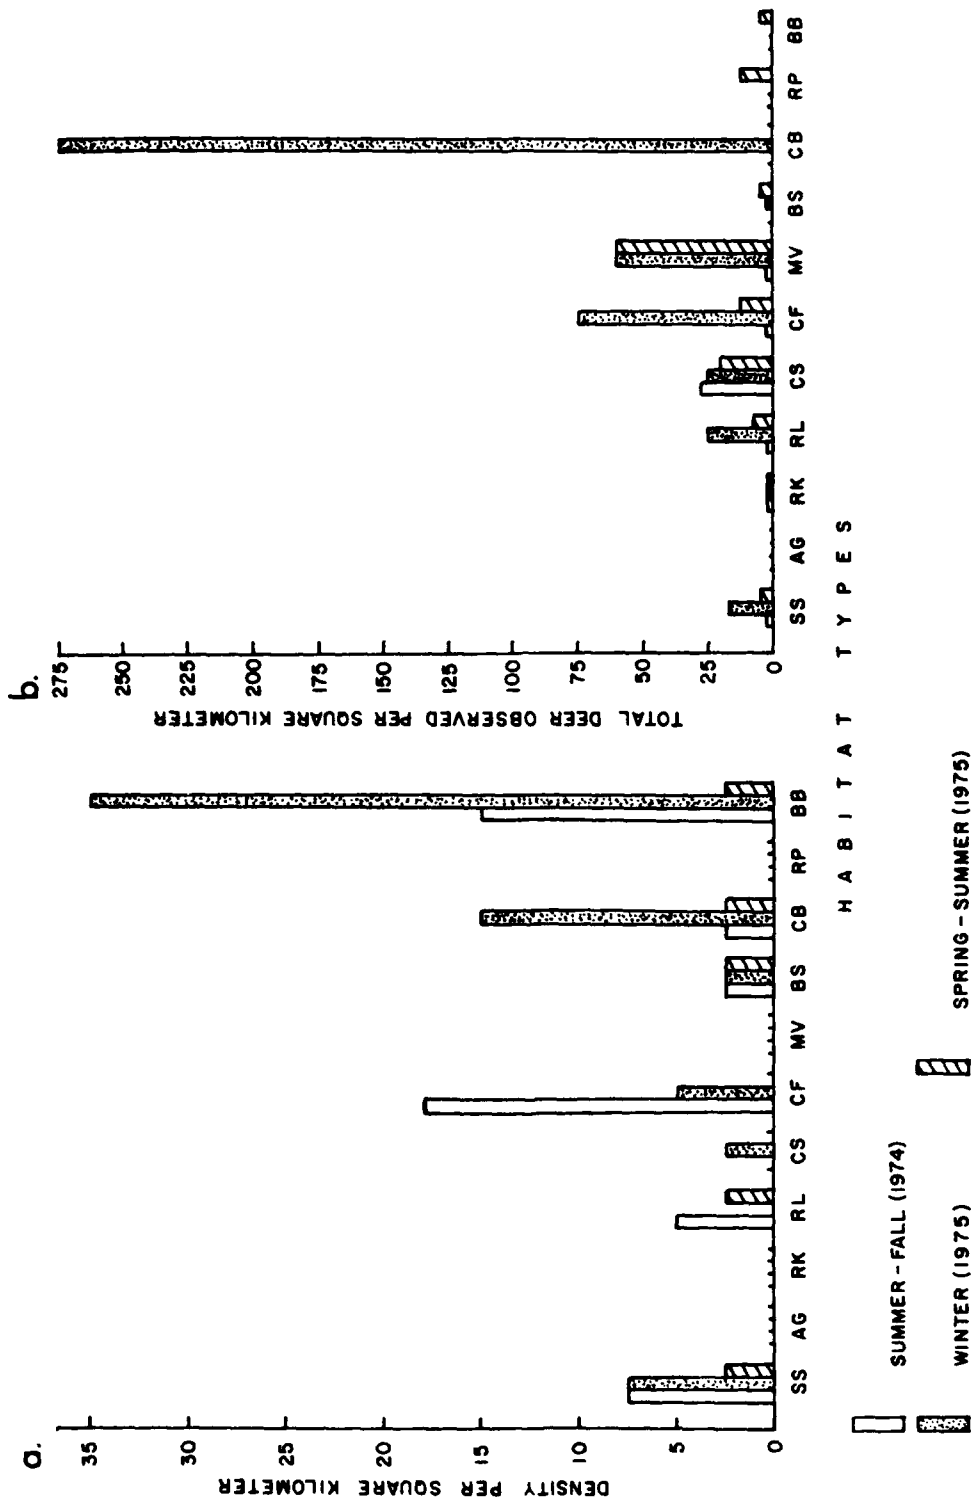 a.
DENSITY PER SQUARE KILOMETER
35
30
25
20
15
10
5
0
SS AG RK RL CS CF MV BS CB RP BB
b.
TOTAL DEER OBSERVED PER SQUARE KILOMETER
275
250
225
200
175
150
125
100
75
50
25
0
SS AG RK RL CS CF MV BS CB RP BB
HABITAT TYPES
SUMMER-FALL (1974)
WINTER (1975)
SPRING-SUMMER (1975)